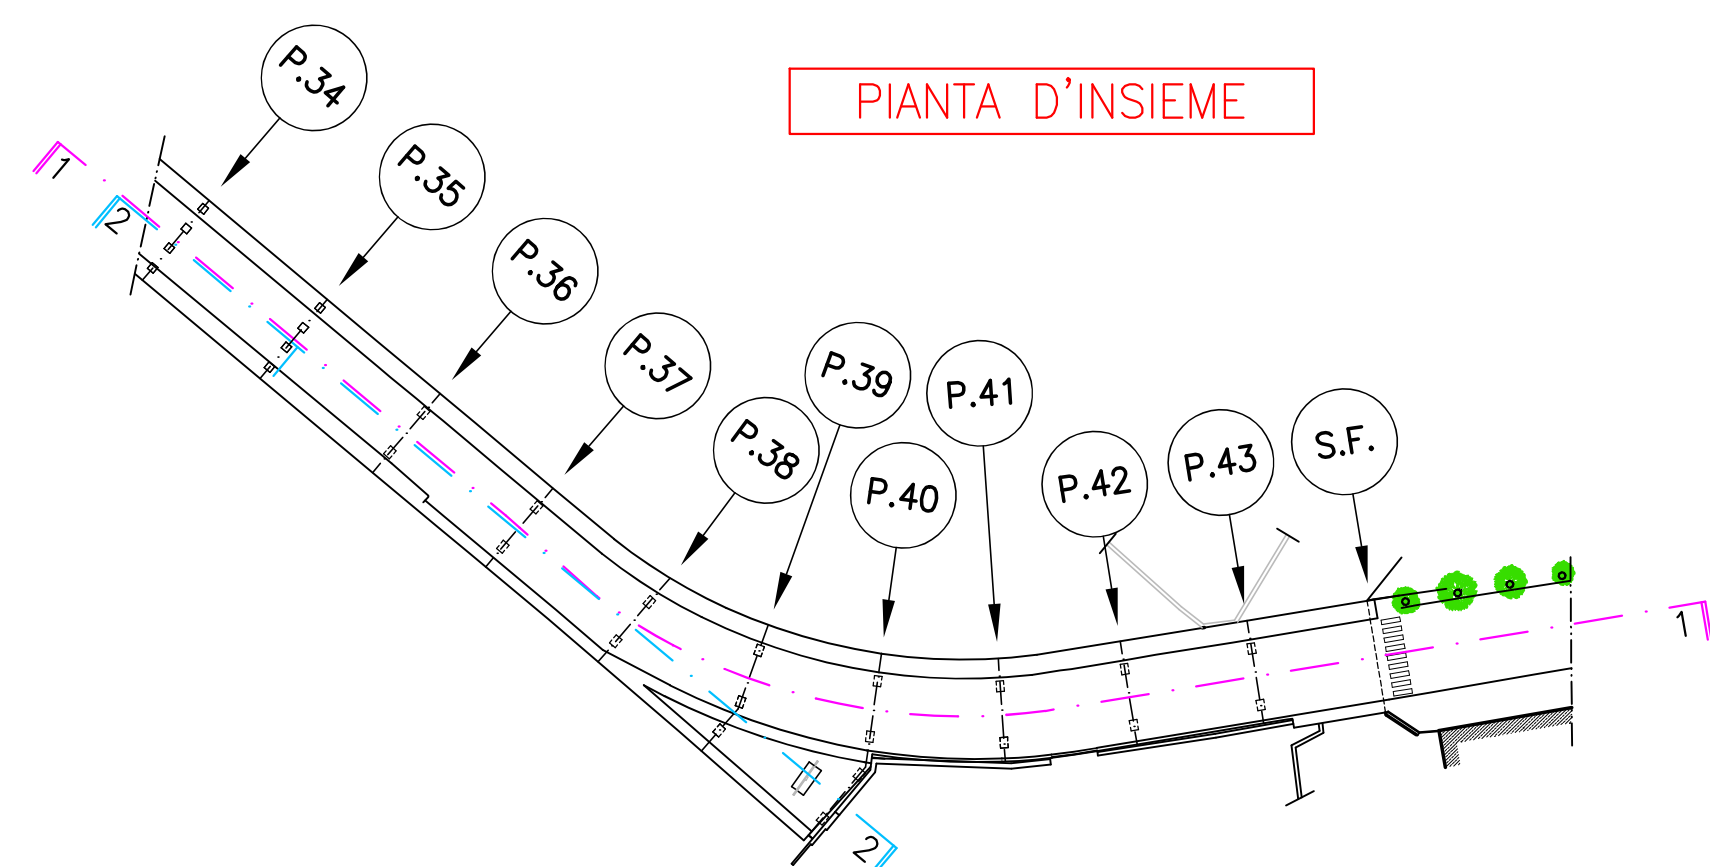 PIANTA D'INSIEME
P.34
P.35
P.36
P.37
P.38
P.39
P.40
P.41
P.42
P.43
S.F.
1
2
1
2